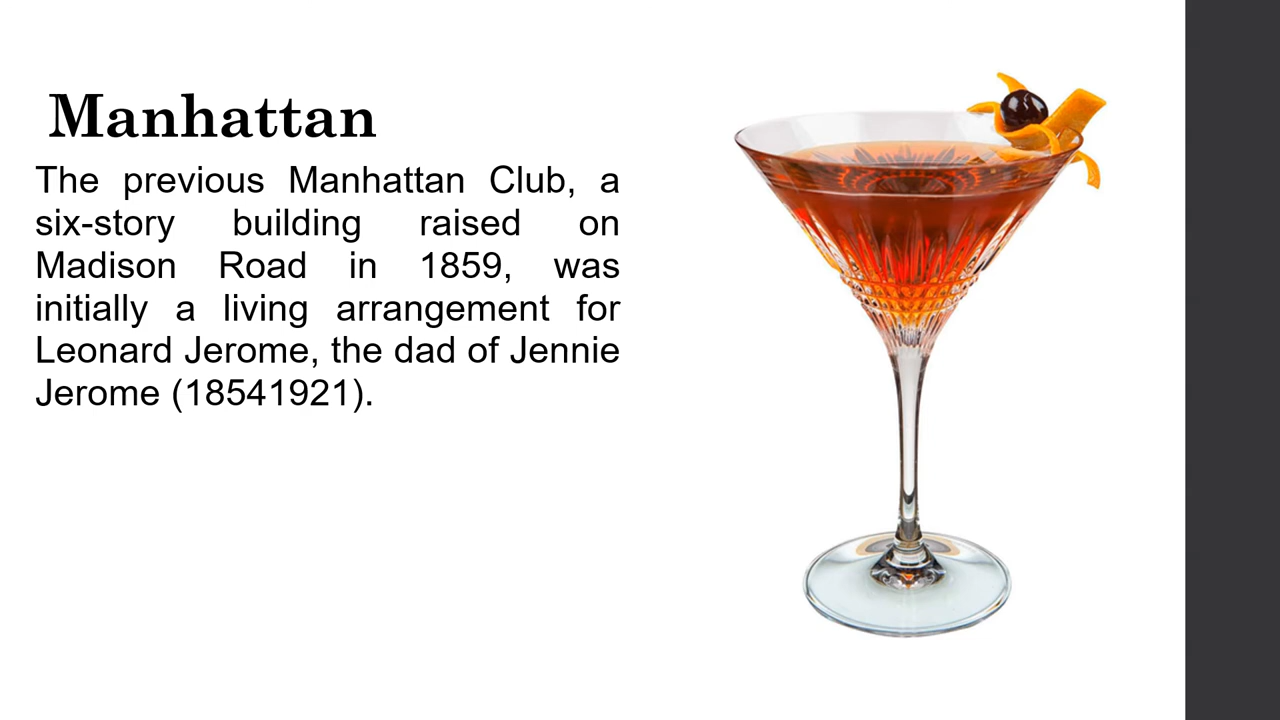 Manhattan
The previous Manhattan Club, a
six-story building raised on
Madison Road in 1859, was
initially a living arrangement for
Leonard Jerome, the dad of Jennie
Jerome (18541921).